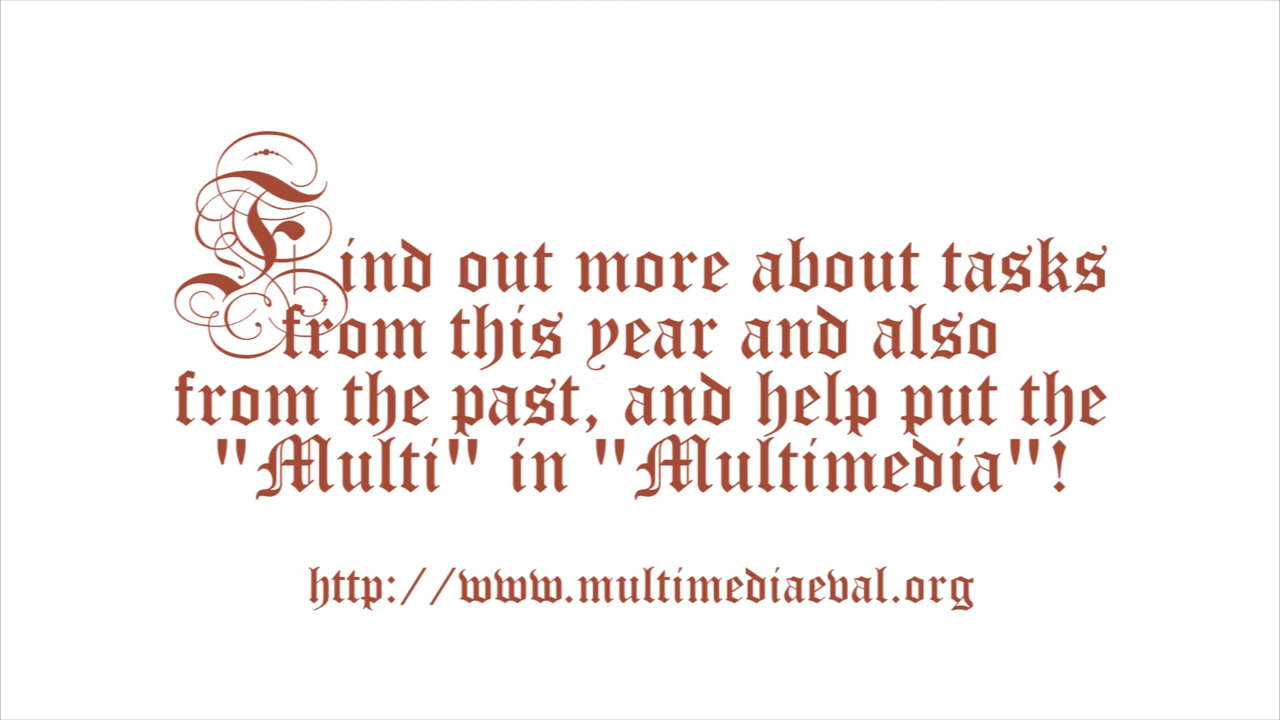 Find out more about tasks
from this year and also
from the past, and help put the
"Multi" in "Multimedia"!
http://www.multimediaeval.org